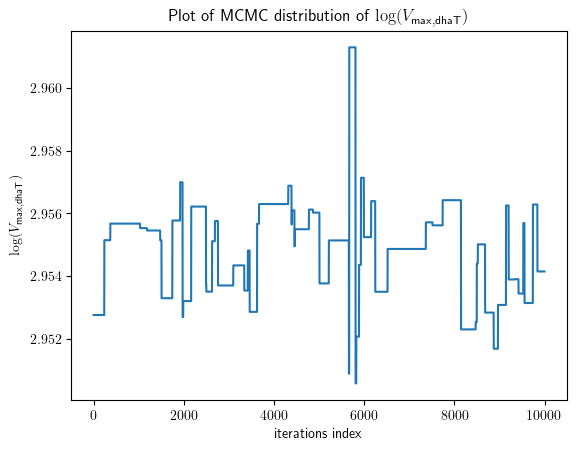 Plot of MCMC distribution of log(V_max,dhaT)
2.960
2.958
2.956
2.954
2.952
log(V_max,dhaT)
0 2000 4000 6000 8000 10000
iterations index